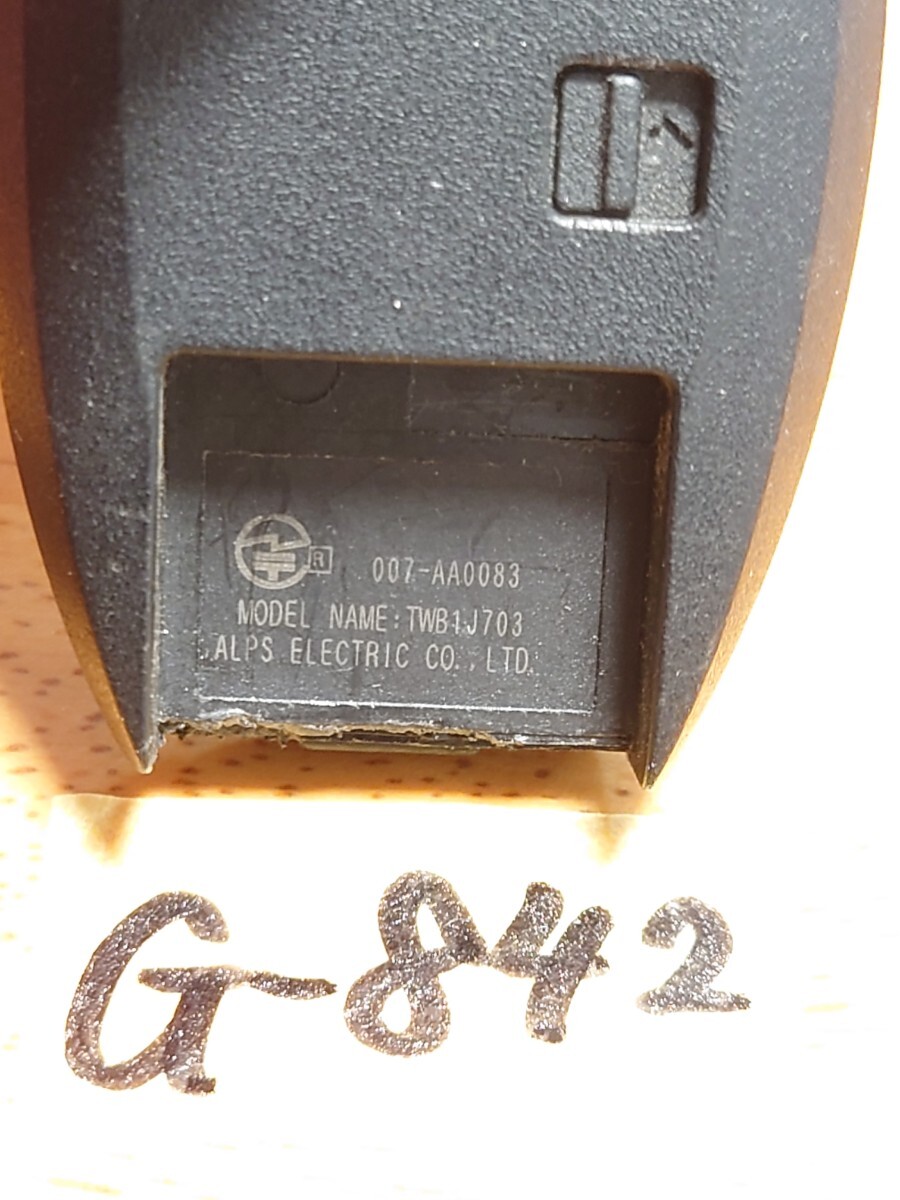 R 007-AA0083
MODEL NAME:TWB1J703
ALPS ELECTRIC CO.,LTD.
G-842